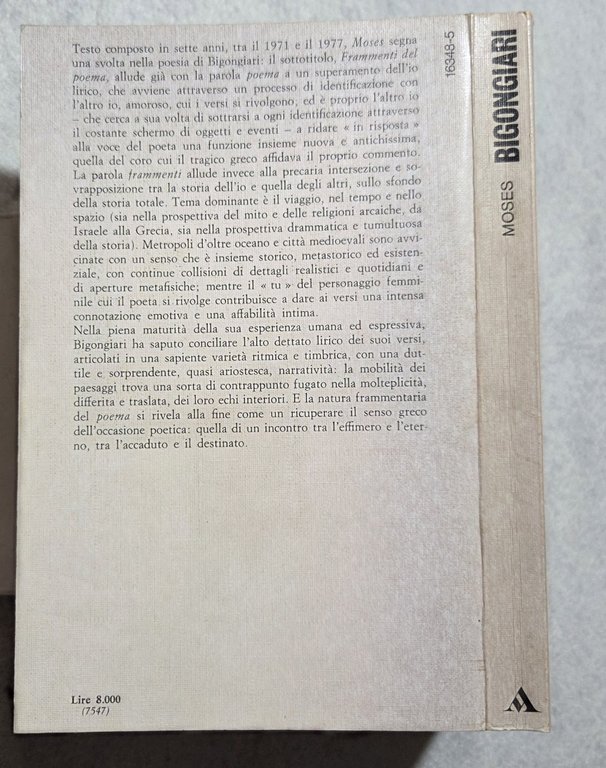 Testo composto in sette anni, tra il 1971 e il 1977, Moses segna
una svolta nella poesia di Bigongiari: il sottotitolo, Frammenti del
poema, allude già con la parola poema a un superamento dell'io
lirico, che avviene attraverso un processo di identificazione con
l'altro io, amoroso, cui i versi si rivolgono, ed è proprio l'altro io
– che cerca a sua volta di sottrarsi a ogni identificazione attraverso
il costante schermo di oggetti e eventi – a ridare « in risposta »
alla voce del poeta una funzione insieme nuova e antichissima,
quella del coro cui il tragico greco affidava il proprio commento.
La parola frammenti allude invece alla precaria intersezione e so-
vrapposizione tra la storia dell'io e quella degli altri, sullo sfondo
della storia totale. Tema dominante è il viaggio, nel tempo e nello
spazio (sia nella prospettiva del mito e delle religioni arcaiche, da
Israele alla Grecia, sia nella prospettiva drammatica e tumultuosa
della storia). Metropoli d'oltre oceano e città medioevali sono avvi-
cinate con un senso che è insieme storico, metastorico ed esisten-
ziale, con continue collisioni di dettagli realistici e quotidiani e
di aperture metafisiche; mentre il « tu » del personaggio femmi-
nile cui il poeta si rivolge contribuisce a dare ai versi una intensa
connotazione emotiva e una affabilità intima.
Nella piena maturità della sua esperienza umana ed espressiva,
Bigongiari ha saputo conciliare l'alto dettato lirico dei suoi versi,
articolati in una sapiente varietà ritmica e timbrica, con una dut-
tile e sorprendente, quasi ariostesca, narratività: la mobilità dei
paesaggi trova una sorta di contrappunto fugato nella molteplicità,
differita e traslata, dei loro echi interiori. E la natura frammentaria
del poema si rivela alla fine come un ricuperare il senso greco
dell'occasione poetica: quella di un incontro tra l'effimero e l'eter-
no, tra l'accaduto e il destinato.
Lire 8.000
(7547)
16348-5
MOSES BIGONGIARI